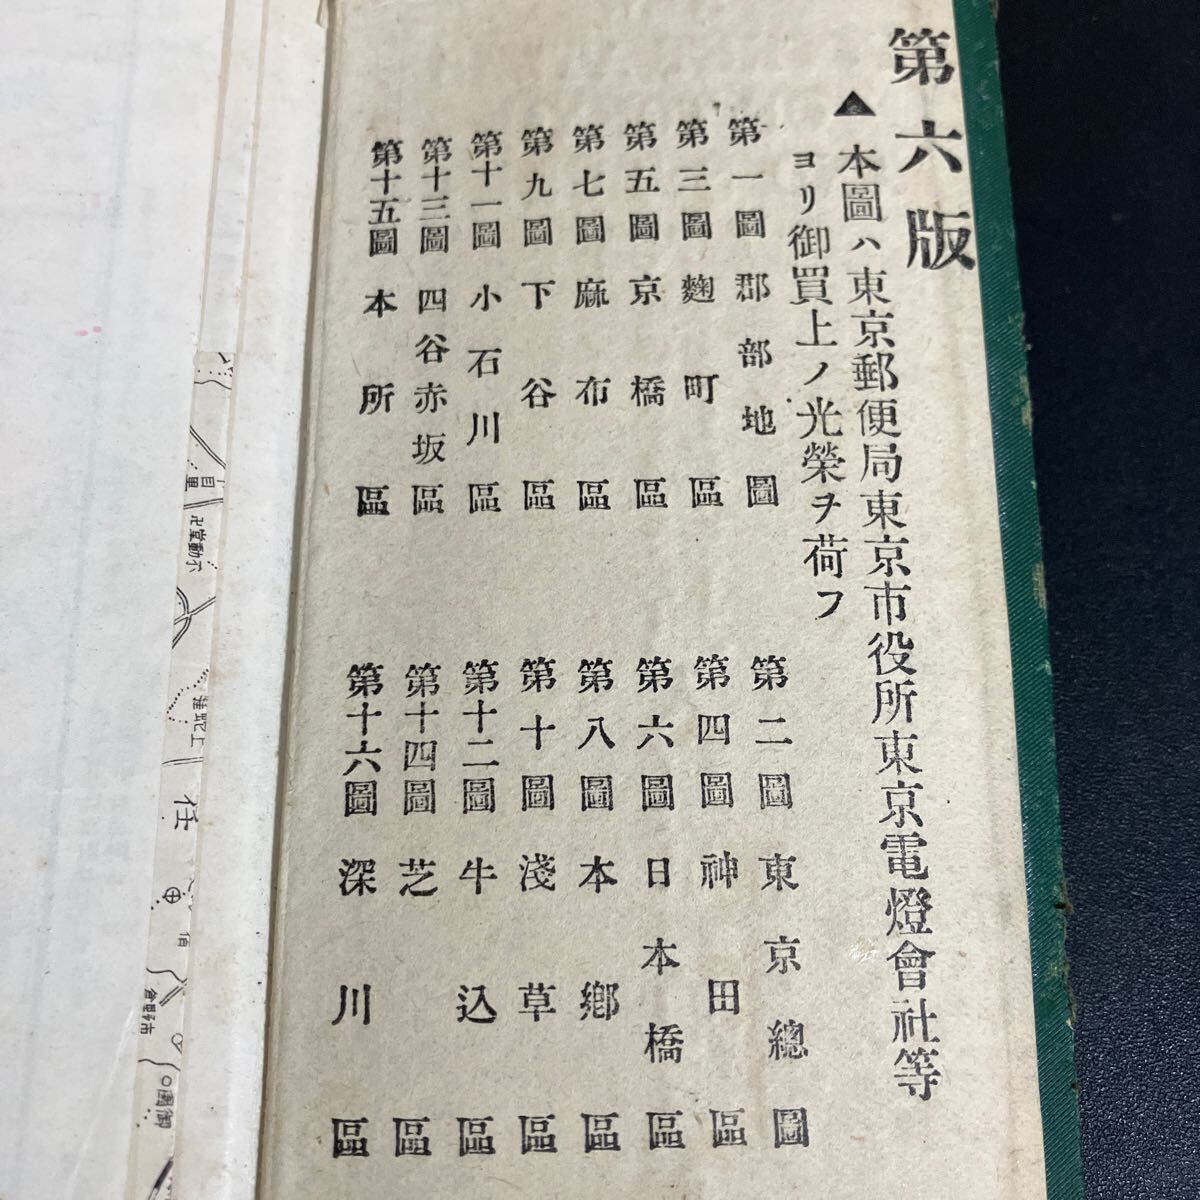 第六版
▲本圖ハ東京郵便局東京市役所東京電燈會社等
ヨリ御買上ノ光榮ヲ荷フ
第一圖 郡部地圖
第二圖 東京總圖
第三圖 麴町區
第四圖 神田區
第五圖 京橋區
第六圖 日本橋區
第七圖 麻布區
第八圖 本鄉區
第九圖 下谷區
第十圖 淺草區
第十一圖 小石川區
第十二圖 牛込區
第十三圖 四谷赤坂區
第十四圖 芝區
第十五圖 本所區
第十六圖 深川區
卍堂動不
任